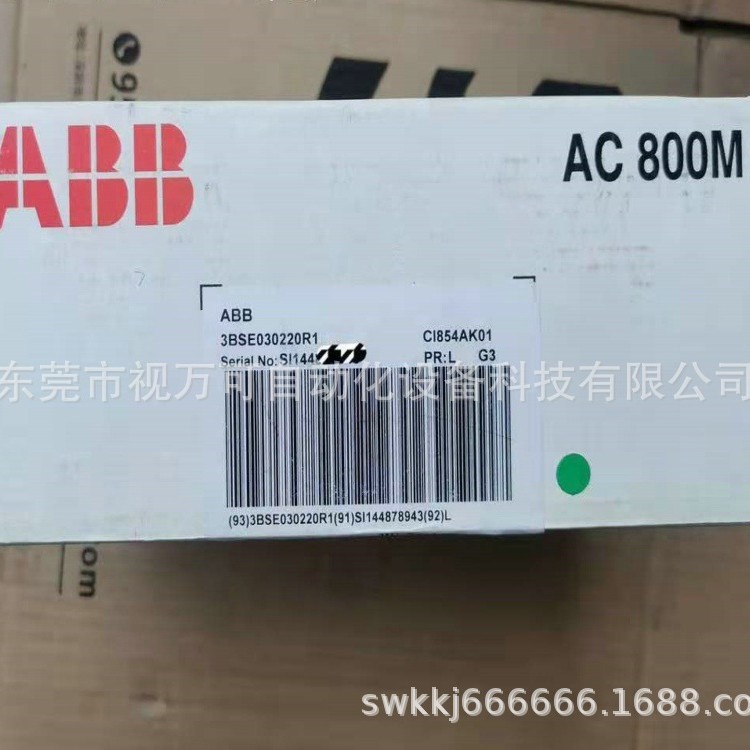 ABB
AC 800M
ABB
3BSE030220R1 CI854AK01
Serial No:SI144 PR:L G3
东莞市视万可自动化设备科技有限公司
(93)3BSE030220R1(91)SI144878943(92)L
om
swkkj666666.1688.co